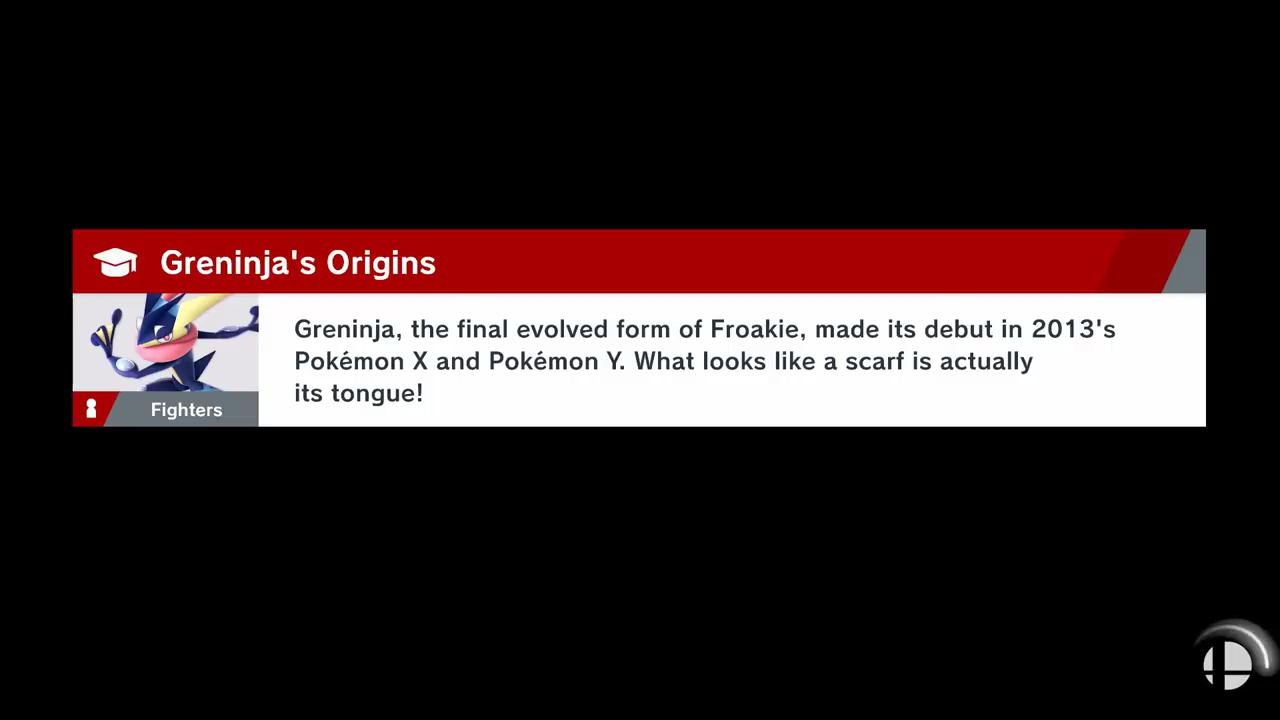 Greninja's Origins
Greninja, the final evolved form of Froakie, made its debut in 2013's
Pokémon X and Pokémon Y. What looks like a scarf is actually
its tongue!
Fighters